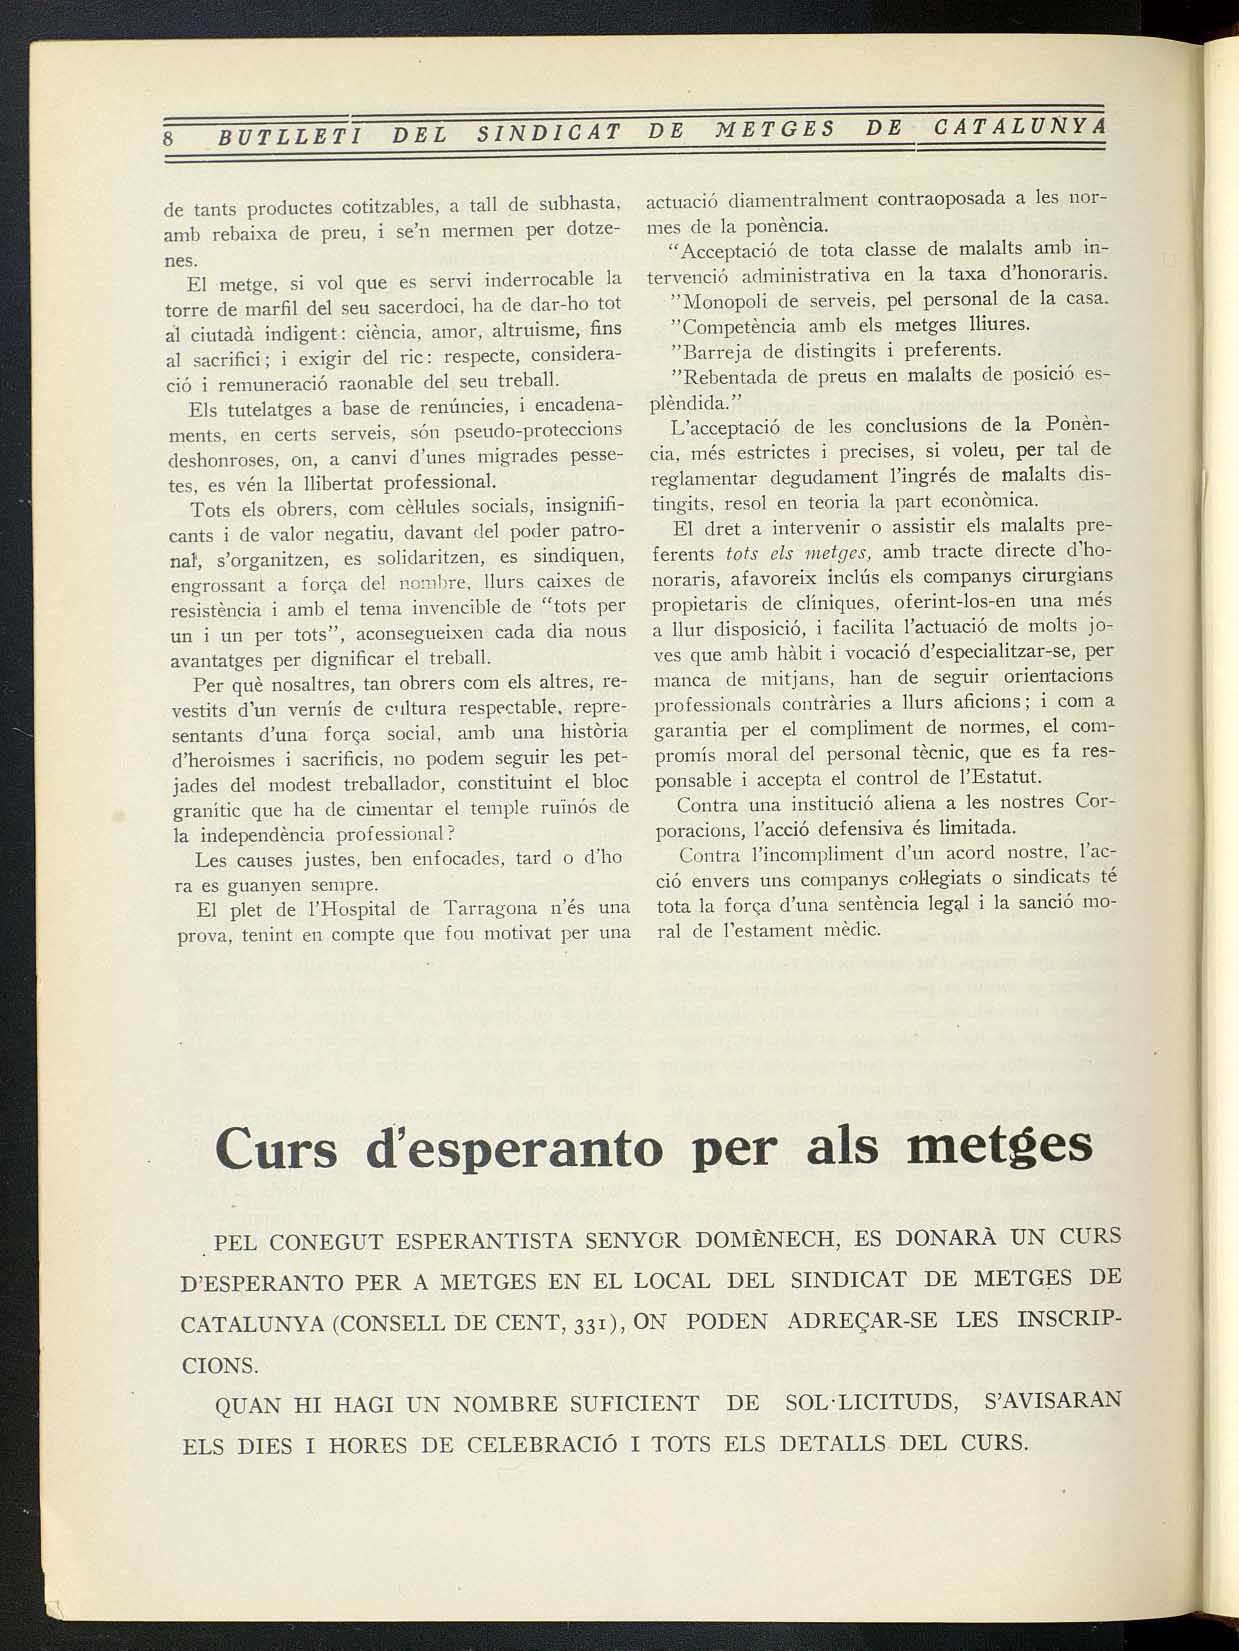 8 BUTLLETI DEL SINDICAT DE METGES DE CATALUNYA
de tants productes cotitzables, a tall de subhasta,
amb rebaixa de preu, i se'n mermen per dotze-
nes.
El metge, si vol que es servi inderrocable la
torre de marfil del seu sacerdoci, ha de dar-ho tot
al ciutadà indigent: ciència, amor, altruisme, fins
al sacrifici; i exigir del ric: respecte, considera-
ció i remuneració raonable del seu treball.
Els tutelatges a base de renúncies, i encadena-
ments, en certs serveis, són pseudo-proteccions
deshonroses, on, a canvi d'unes migrades pesse-
tes, es vén la llibertat professional.
Tots els obrers, com cèl·lules socials, insignifi-
cants i de valor negatiu, davant del poder patro-
nal, s'organitzen, es solidaritzen, es sindiquen,
engrossant a força del nombre, llurs caixes de
resistència i amb el tema invencible de "tots per
un i un per tots", aconsegueixen cada dia nous
avantatges per dignificar el treball.
Per què nosaltres, tan obrers com els altres, re-
vestits d'un vernís de cultura respectable, repre-
sentants d'una força social, amb una història
d'heroismes i sacrificis, no podem seguir les pet-
jades del modest treballador, constituint el bloc
granític que ha de cimentar el temple ruïnós de
la independència professional?
Les causes justes, ben enfocades, tard o d'ho
ra es guanyen sempre.
El plet de l'Hospital de Tarragona n'és una
prova, tenint en compte que fou motivat per una
actuació diamentralment contraoposada a les nor-
mes de la ponència.
"Acceptació de tota classe de malalts amb in-
tervenció administrativa en la taxa d'honoraris.
"Monopoli de serveis, pel personal de la casa.
"Competència amb els metges lliures.
"Barreja de distingits i preferents.
"Rebentada de preus en malalts de posició es-
plèndida."
L'acceptació de les conclusions de la Ponèn-
cia, més estrictes i precises, si voleu, per tal de
reglamentar degudament l'ingrés de malalts dis-
tingits, resol en teoria la part econòmica.
El dret a intervenir o assistir els malalts pre-
ferents tots els metges, amb tracte directe d'ho-
noraris, afavoreix inclús els companys cirurgians
propietaris de clíniques, oferint-los-en una més
a llur disposició, i facilita l'actuació de molts jo-
ves que amb hàbit i vocació d'especialitzar-se, per
manca de mitjans, han de seguir orientacions
professionals contràries a llurs aficions; i com a
garantia per el compliment de normes, el com-
promís moral del personal tècnic, que es fa res-
ponsable i accepta el control de l'Estatut.
Contra una institució aliena a les nostres Cor-
poracions, l'acció defensiva és limitada.
Contra l'incompliment d'un acord nostre, l'ac-
ció envers uns companys col·legiats o sindicats té
tota la força d'una sentència legal i la sanció mo-
ral de l'estament mèdic.
Curs d'esperanto per als metges
PEL CONEGUT ESPERANTISTA SENYOR DOMÈNECH, ES DONARÀ UN CURS
D'ESPERANTO PER A METGES EN EL LOCAL DEL SINDICAT DE METGES DE
CATALUNYA (CONSELL DE CENT, 331), ON PODEN ADREÇAR-SE LES INSCRIP-
CIONS.
QUAN HI HAGI UN NOMBRE SUFICIENT DE SOL·LICITUDS, S'AVISARAN
ELS DIES I HORES DE CELEBRACIÓ I TOTS ELS DETALLS DEL CURS.